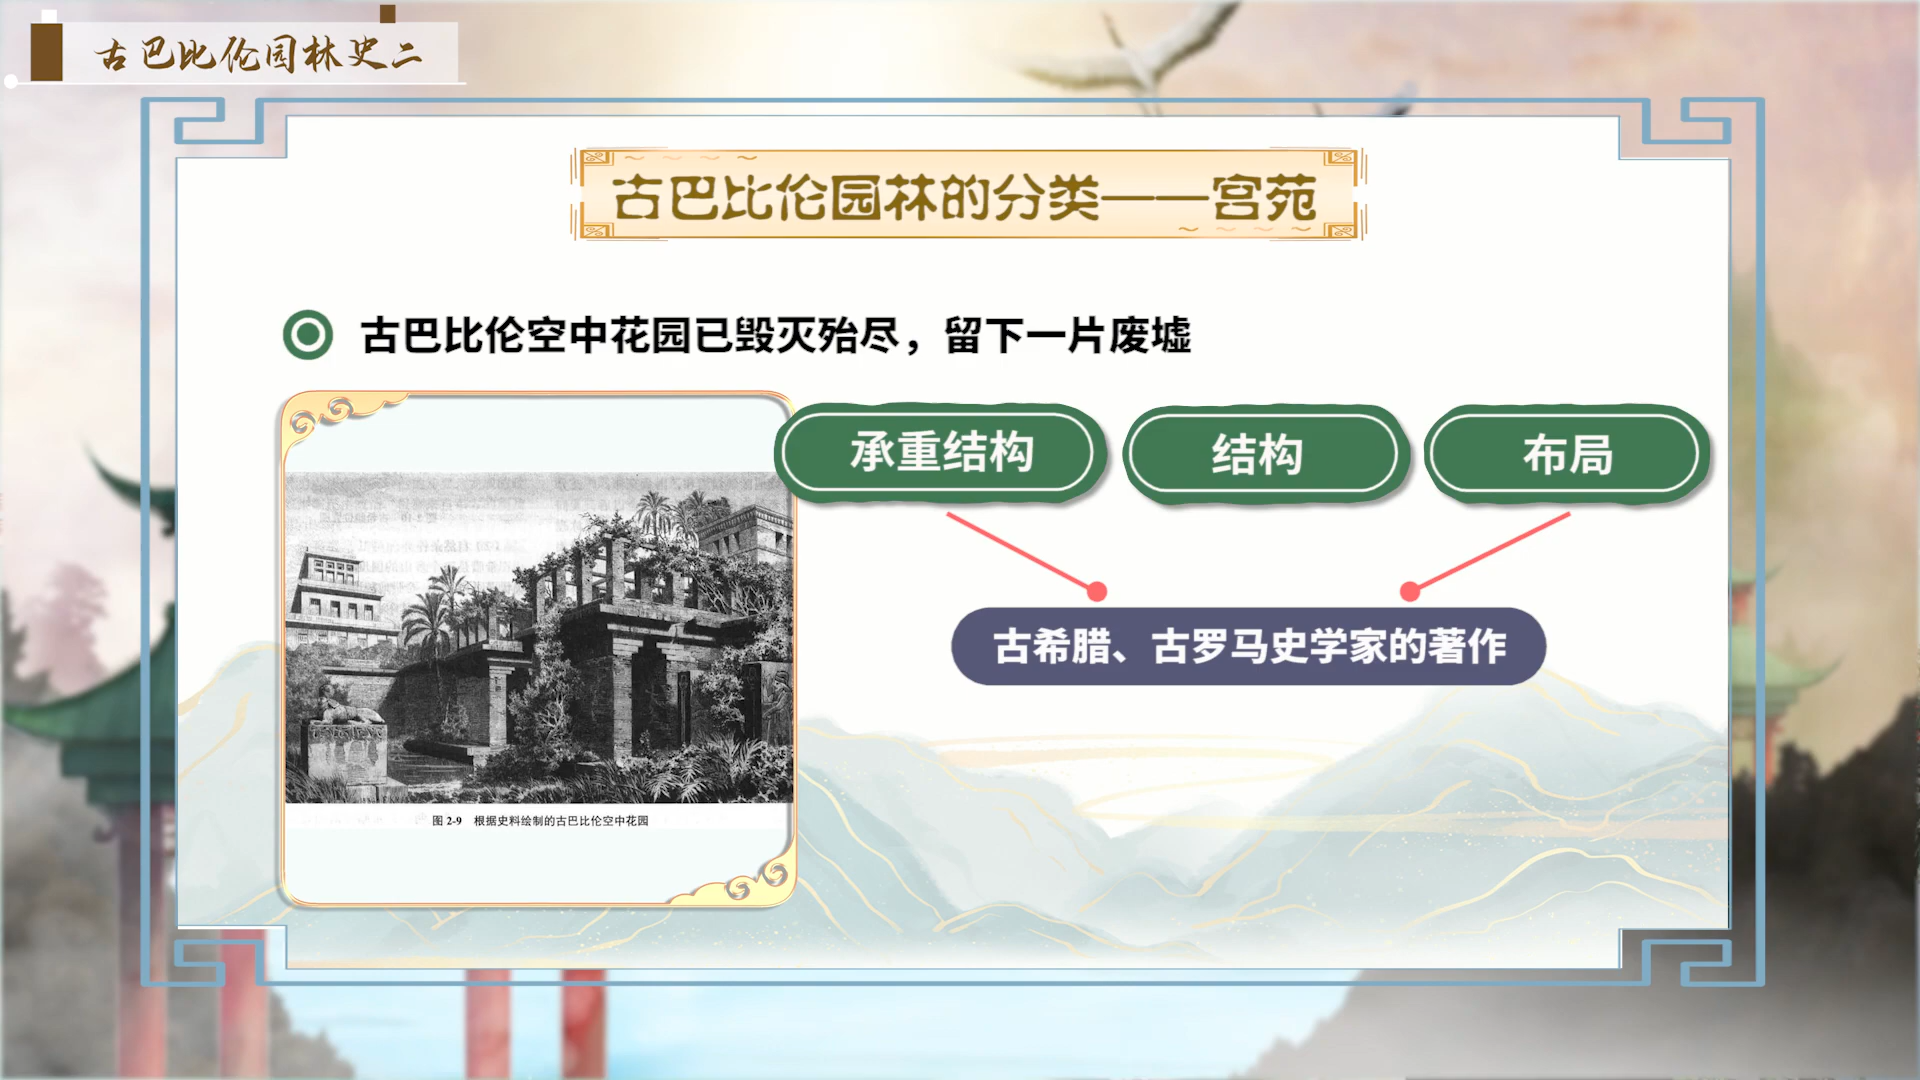 古巴比伦园林史二
古巴比伦园林的分类——宫苑
古巴比伦空中花园已毁灭殆尽，留下一片废墟
承重结构
结构
布局
古希腊、古罗马史学家的著作
图 2-9 根据史料绘制的古巴比伦空中花园